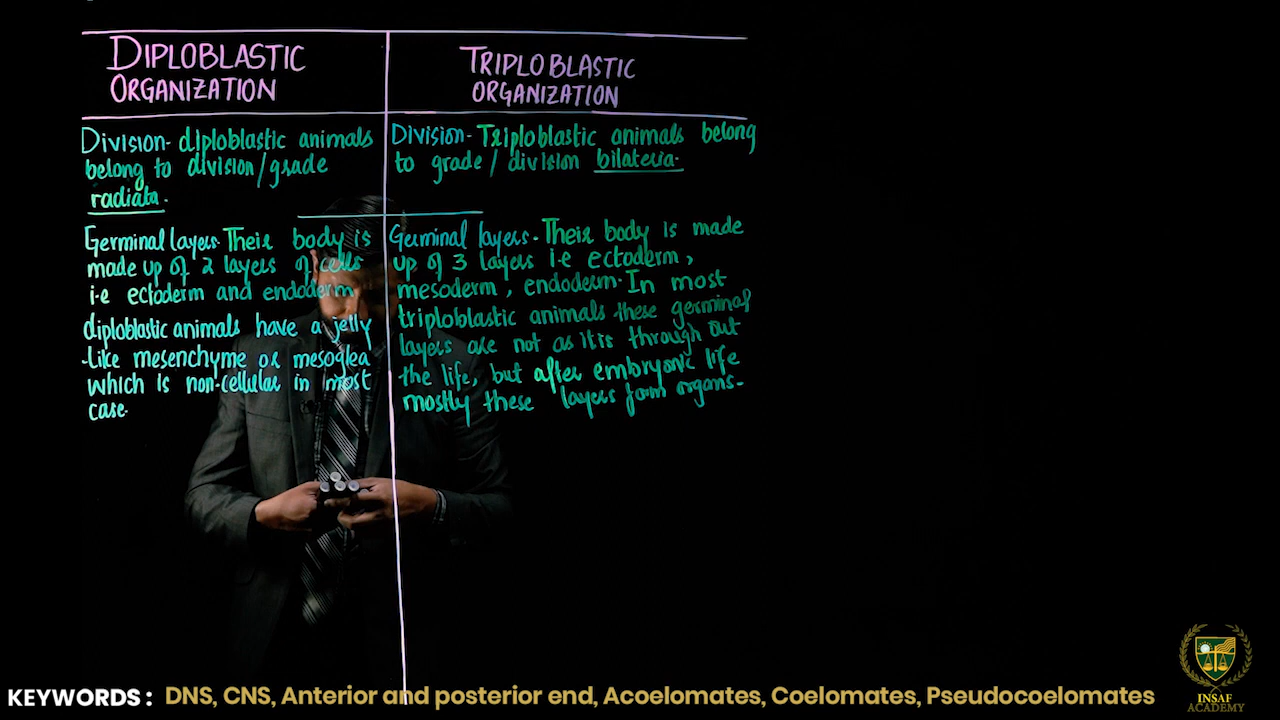 DIPLOBLASTIC
ORGANIZATION
Division- diploblastic animals
belong to division/grade
radiata.
Germinal layers- Their body is
made up of 2 layers of cells
i.e ectoderm and endoderm
diploblastic animals have a jelly
-like mesenchyme or mesoglea
which is non-cellular in most
case.
TRIPLOBLASTIC
ORGANIZATION
Division- Triploblastic animals belong
to grade / division bilateria.
Germinal layers- Their body is made
up of 3 layers i.e ectoderm,
mesoderm, endoderm. In most
triploblastic animals these germinal
layers are not as it is through out
the life, but after embryonic life
mostly these layers form organs-
KEYWORDS: DNS, CNS, Anterior and posterior end, Acoelomates, Coelomates, Pseudocoelomates
INSAF
ACADEMY